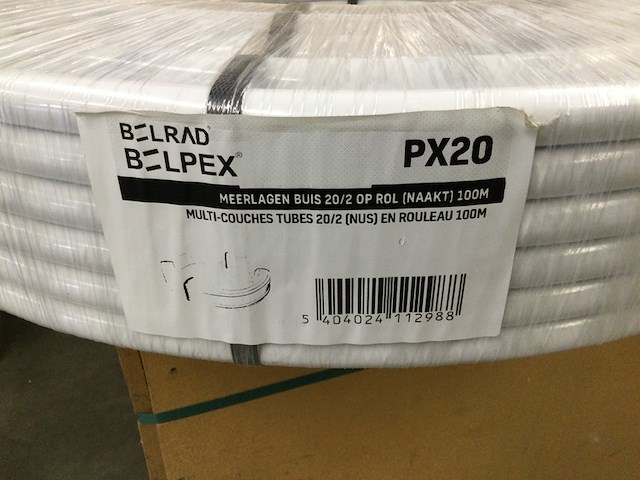 BELRAD®
BELPEX®
PX20
MEERLAGEN BUIS 20/2 OP ROL (NAAKT) 100M
MULTI-COUCHES TUBES 20/2 (NUS) EN ROULEAU 100M
5 404024 112988